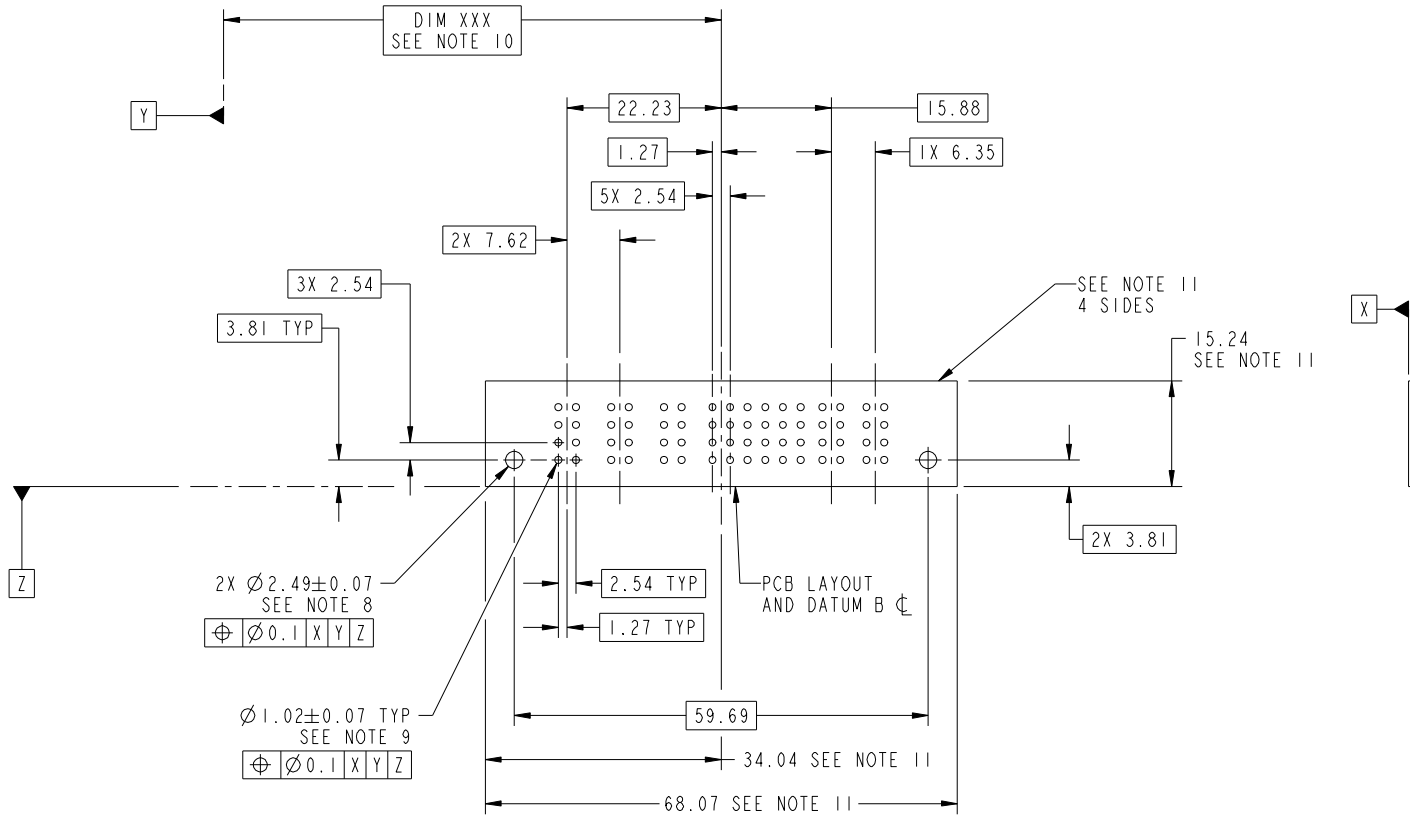 DIM XXX
SEE NOTE 10
Y
22.23
15.88
1.27
1X 6.35
5X 2.54
2X 7.62
3X 2.54
SEE NOTE 11
4 SIDES
X
3.81 TYP
15.24
SEE NOTE 11
2X 3.81
Z
2X Ø2.49±0.07
SEE NOTE 8
⌖ Ø0.1 X Y Z
2.54 TYP
PCB LAYOUT
AND DATUM B ℄
1.27 TYP
Ø1.02±0.07 TYP
SEE NOTE 9
⌖ Ø0.1 X Y Z
59.69
34.04 SEE NOTE 11
68.07 SEE NOTE 11